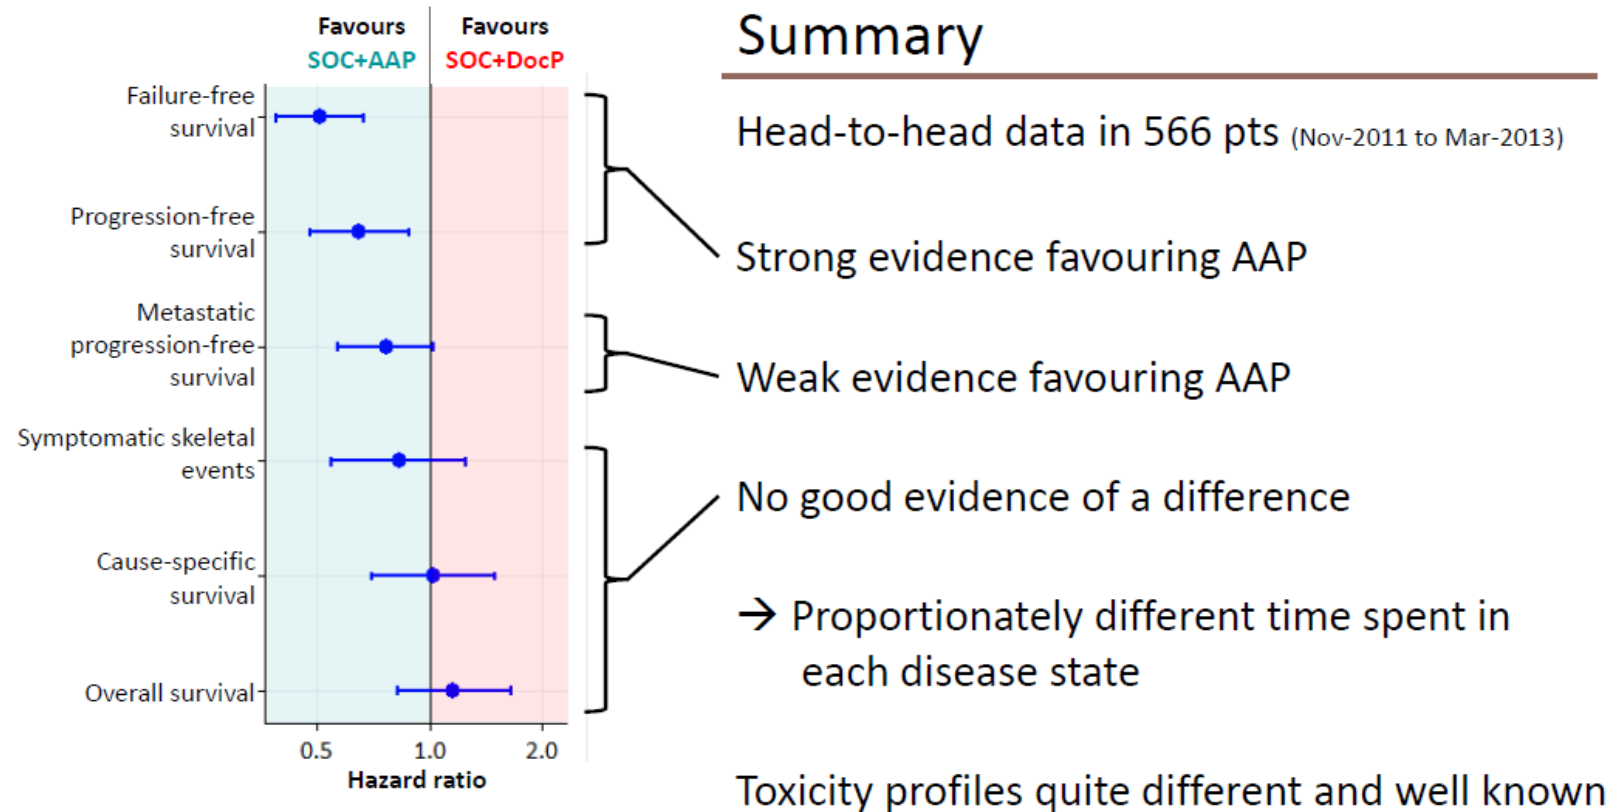 Favours
SOC+AAP
Favours
SOC+DocP
Failure-free
survival
Progression-free
survival
Metastatic
progression-free
survival
Symptomatic skeletal
events
Cause-specific
survival
Overall survival
0.5 1.0 2.0
Hazard ratio
Summary
Head-to-head data in 566 pts (Nov-2011 to Mar-2013)
Strong evidence favouring AAP
Weak evidence favouring AAP
No good evidence of a difference
→ Proportionately different time spent in
each disease state
Toxicity profiles quite different and well known